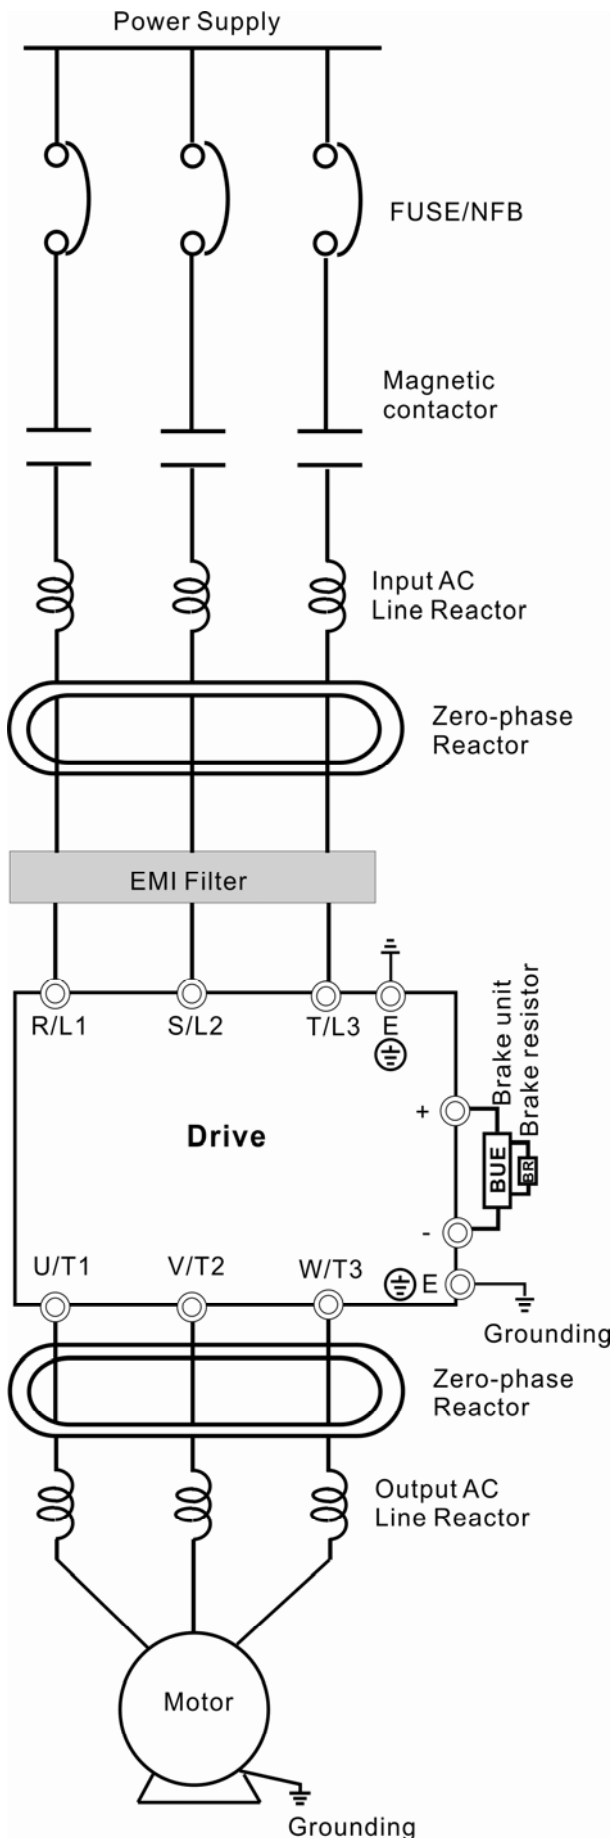 Power Supply
FUSE/NFB
Magnetic
contactor
Input AC
Line Reactor
Zero-phase
Reactor
EMI Filter
R/L1
S/L2
T/L3
E
Brake unit
Brake resistor
+
Drive
BUE
BR
-
U/T1
V/T2
W/T3
E
Grounding
Zero-phase
Reactor
Output AC
Line Reactor
Motor
Grounding